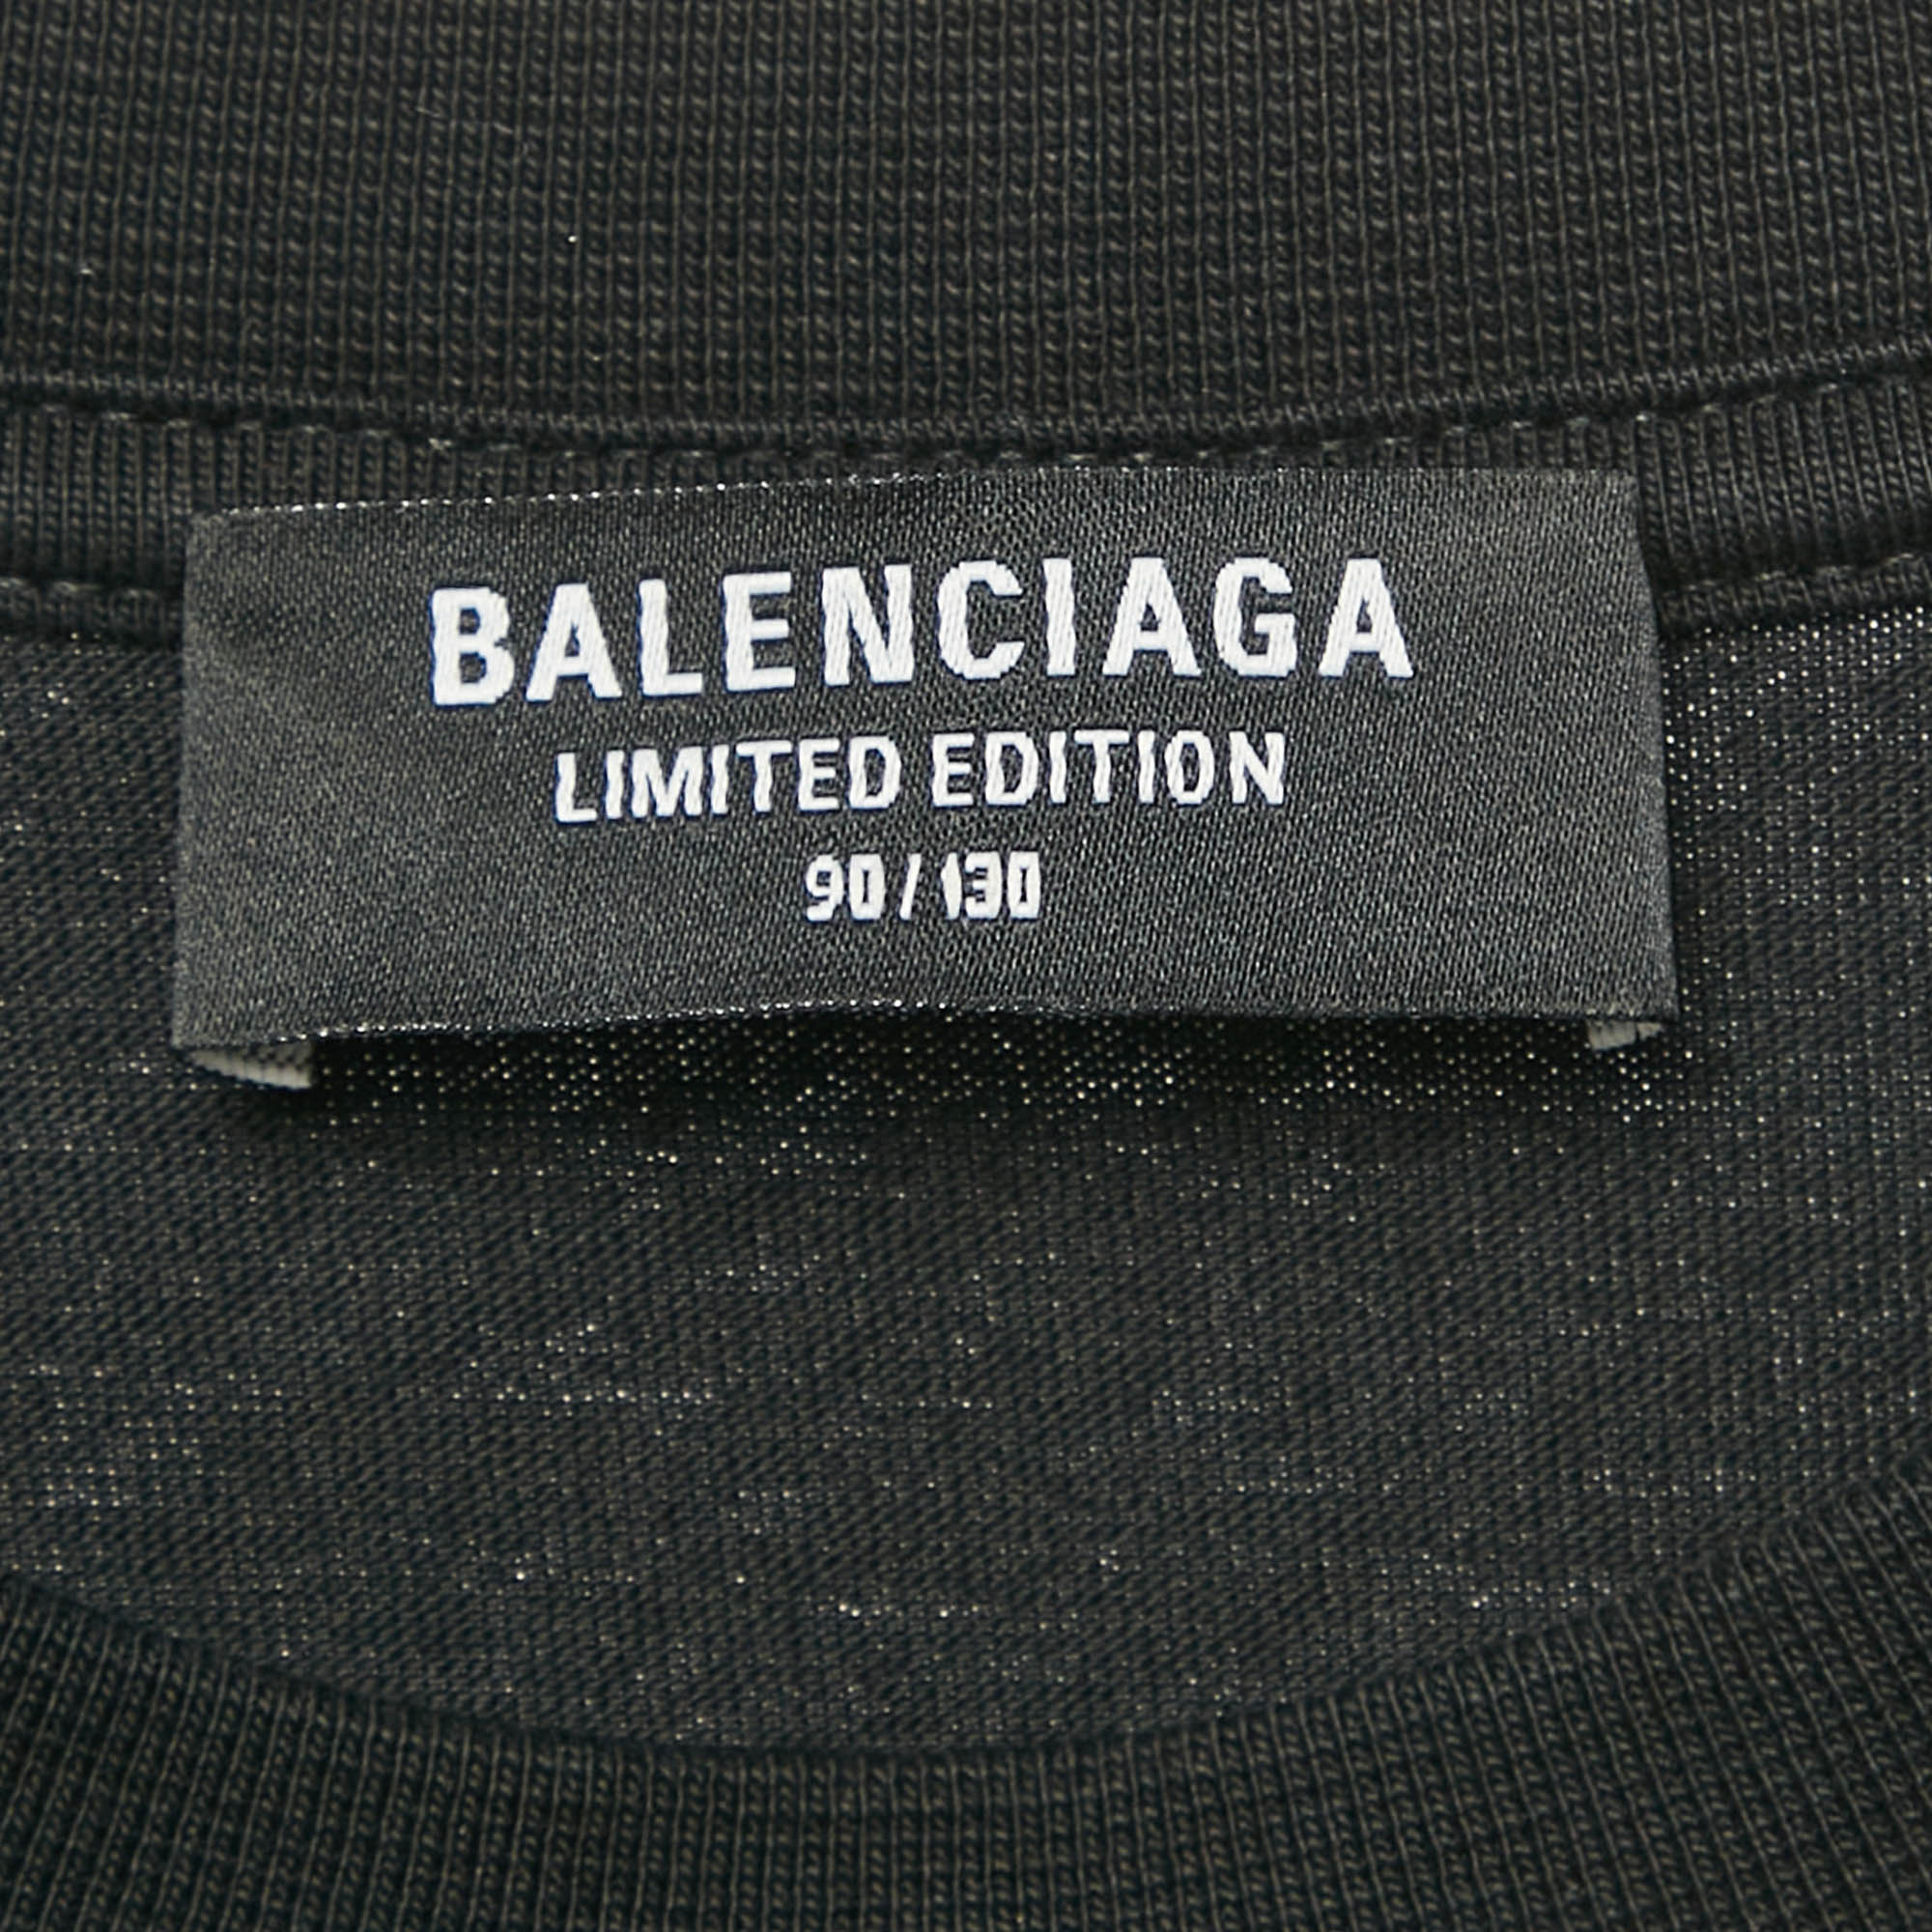 BALENCIAGA
LIMITED EDITION
90 / 130